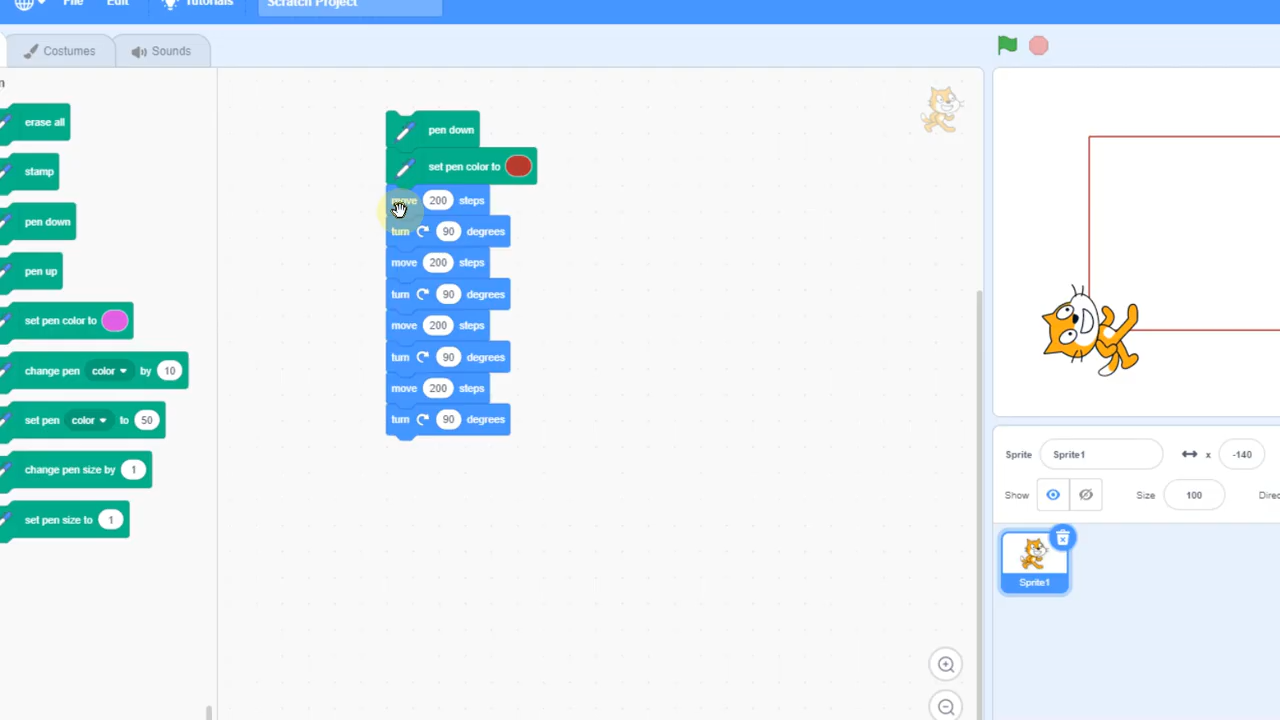 File Edit Tutorials Scratch Project
Costumes Sounds
erase all
stamp
pen down
pen up
set pen color to
change pen color by 10
set pen color to 50
change pen size by 1
set pen size to 1
pen down
set pen color to
move 200 steps
turn 90 degrees
move 200 steps
turn 90 degrees
move 200 steps
turn 90 degrees
move 200 steps
turn 90 degrees
Sprite Sprite1 x -140
Show Size 100 Direc
Sprite1